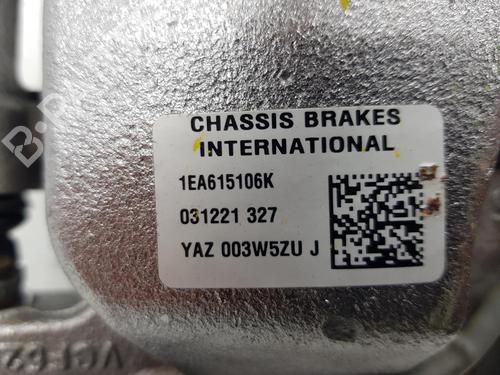 CHASSIS BRAKES
INTERNATIONAL
1EA615106K
031221 327
YAZ 003W5ZU J